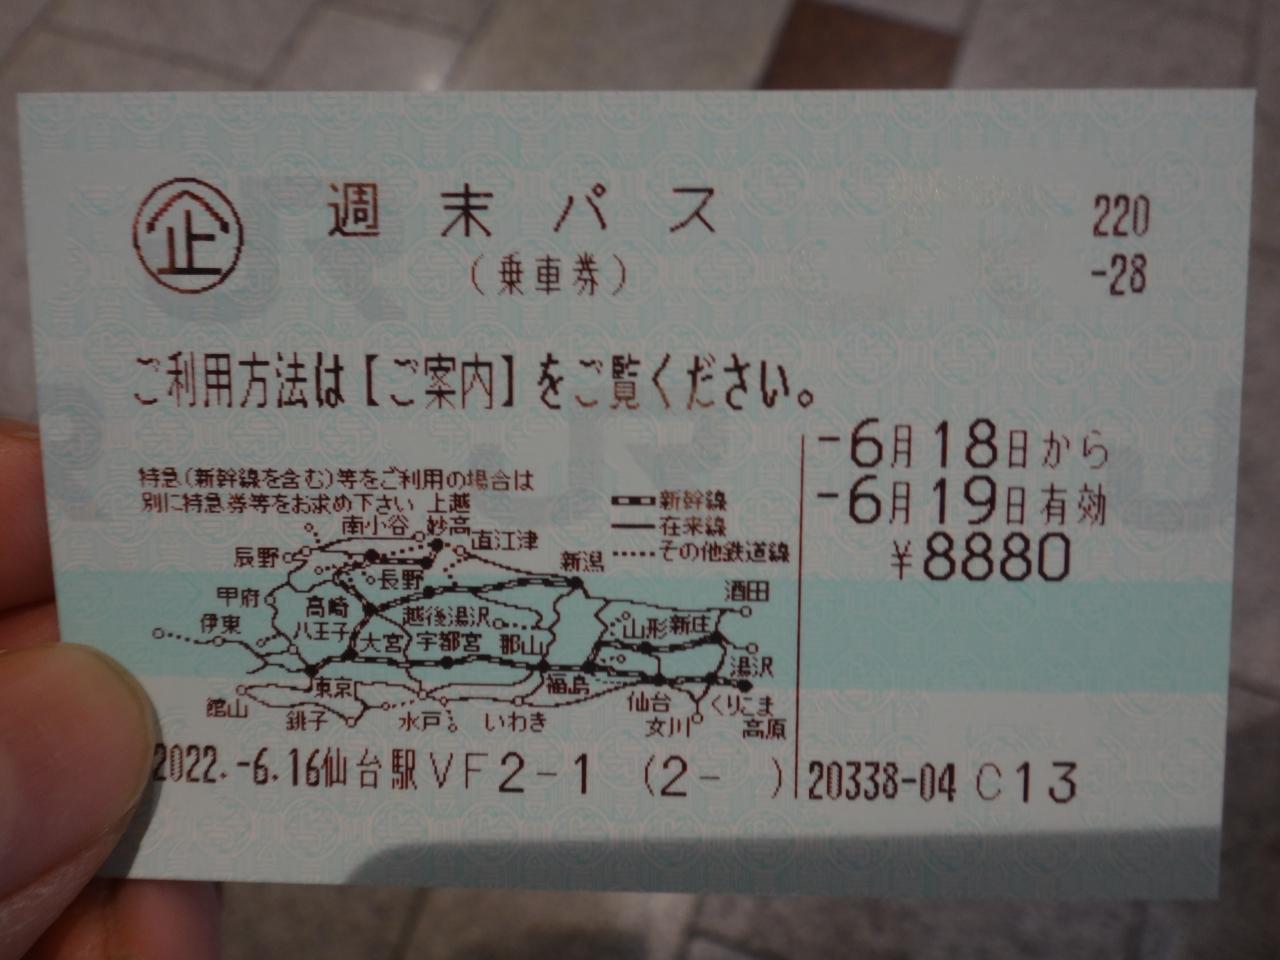 企 週末パス 220
(乗車券) -28
ご利用方法は【ご案内】をご覧ください。
-6月18日から
-6月19日有効
¥8880
特急(新幹線を含む)等をご利用の場合は
別に特急券等をお求め下さい
新幹線
在来線
その他鉄道線
上越妙高
南小谷
直江津
辰野
長野
新潟
甲府
高崎
越後湯沢
酒田
伊東
八王子
大宮
宇都宮
郡山
山形
新庄
湯沢
東京
福島
館山
銚子
水戸
いわき
仙台
女川
くりこま高原
2022.-6.16仙台駅VF2-1 (2- ) 20338-04 C13